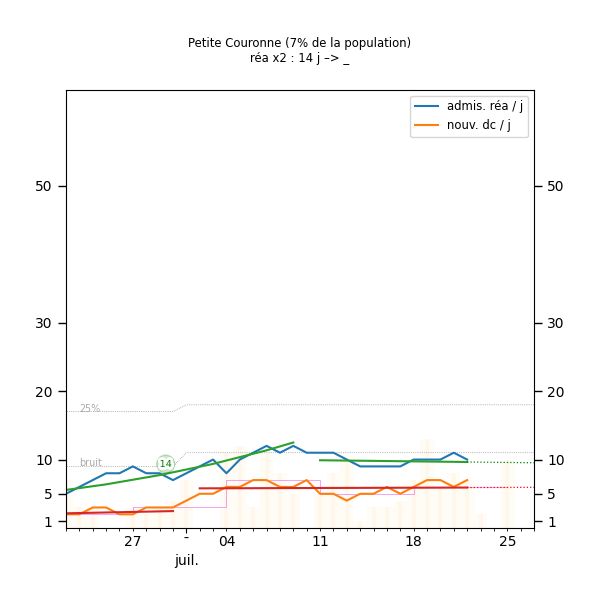 Petite Couronne (7% de la population)
réa x2 : 14 j –> _
admis. réa / j
nouv. dc / j
50 50
30 30
20 20
25%
10 bruit 14 10
5 5
1 1
27 - 04 11 18 25
juil.